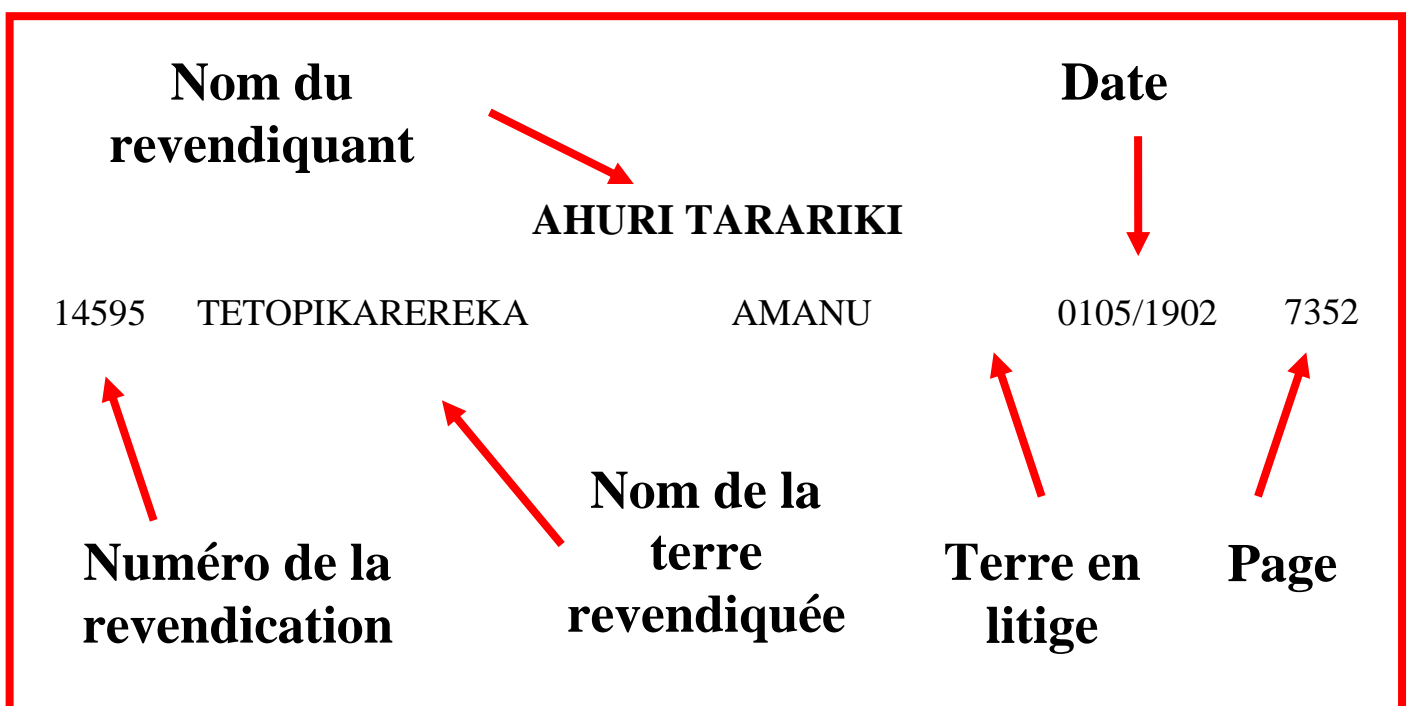 Nom du
revendiquant
Date
AHURI TARARIKI
14595 TETOPIKAREREKA AMANU 0105/1902 7352
Numéro de la
revendication
Nom de la
terre
revendiquée
Terre en
litige
Page